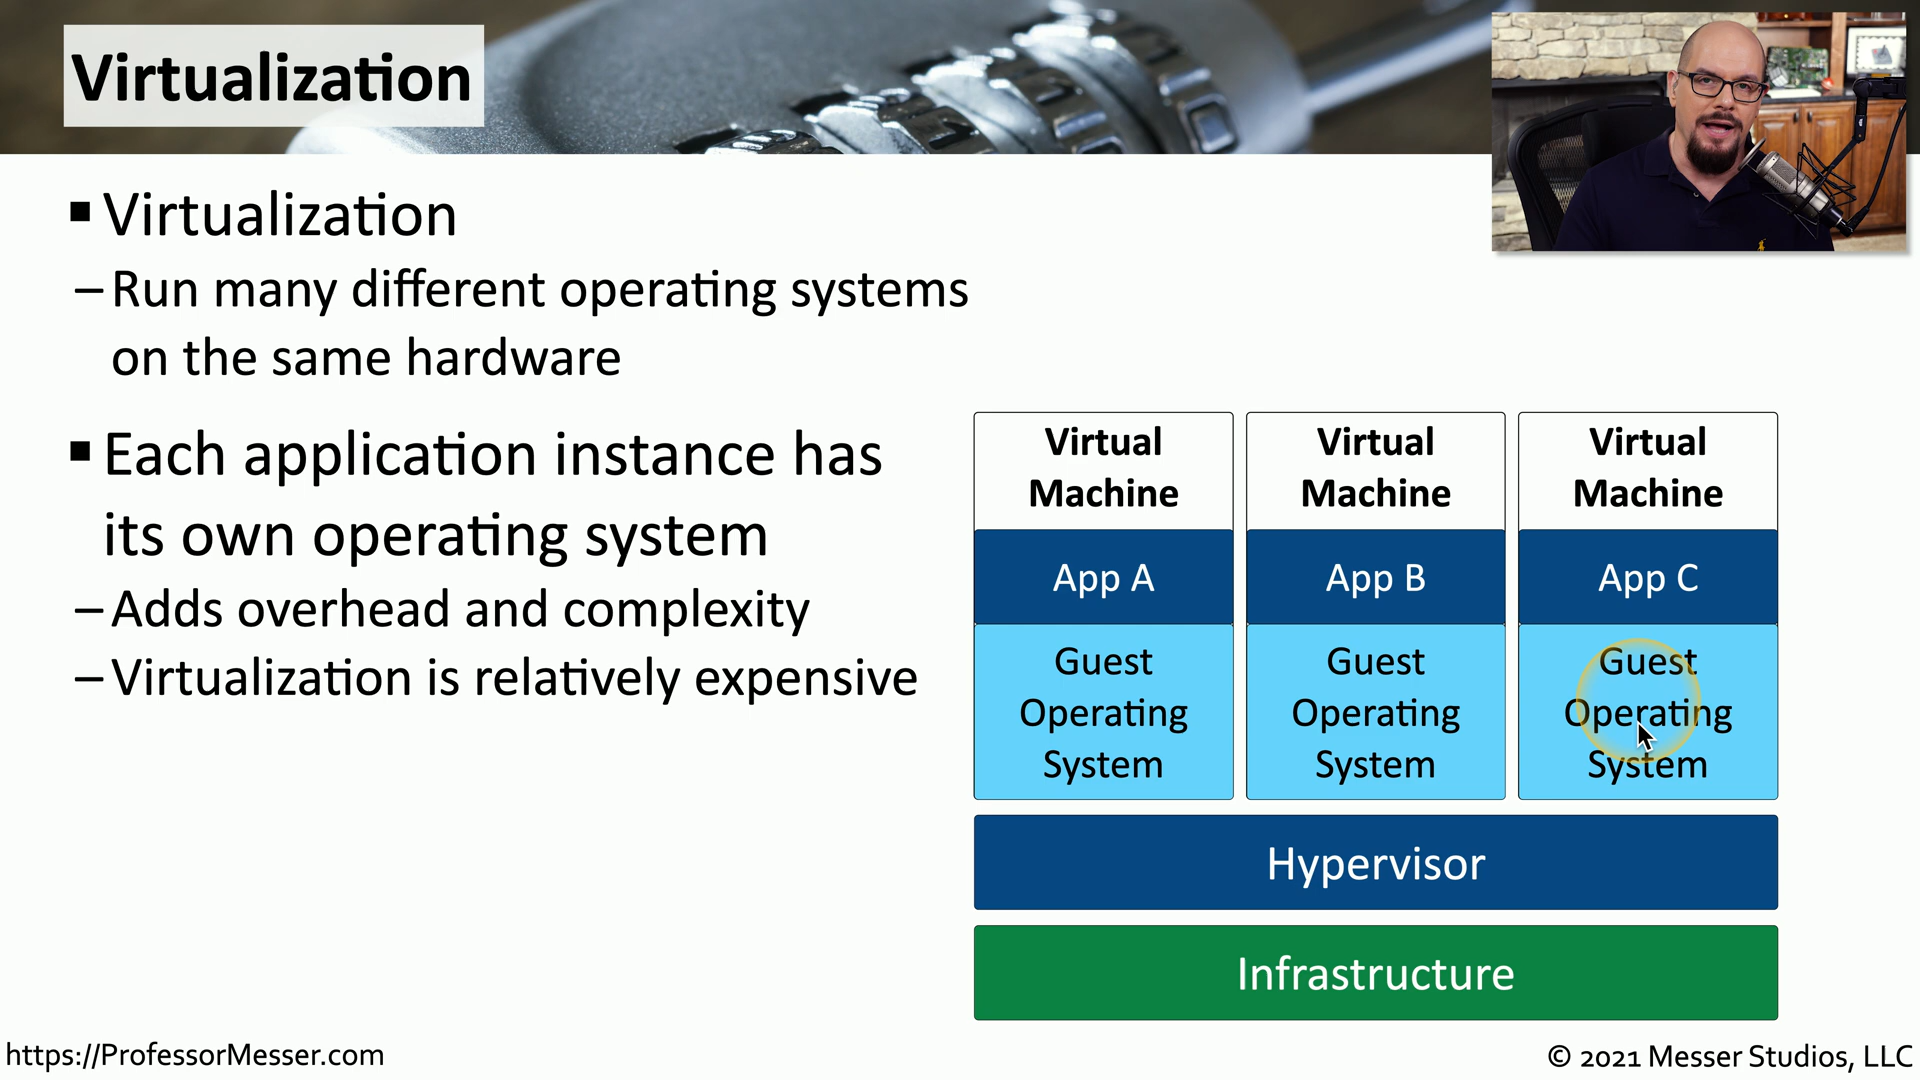 Virtualization
▪ Virtualization
– Run many different operating systems
on the same hardware
▪ Each application instance has
its own operating system
– Adds overhead and complexity
– Virtualization is relatively expensive
Virtual Machine
App A
Guest Operating System
Virtual Machine
App B
Guest Operating System
Virtual Machine
App C
Guest Operating System
Hypervisor
Infrastructure
https://ProfessorMesser.com
© 2021 Messer Studios, LLC